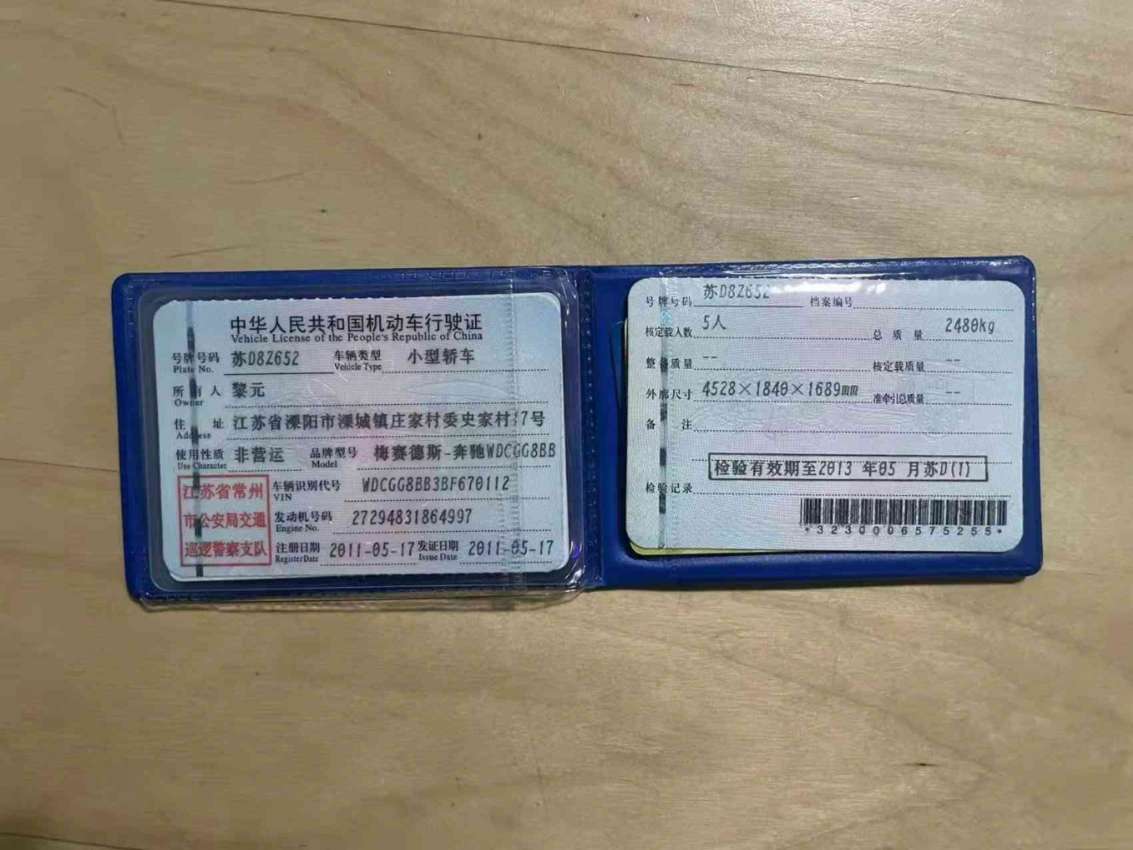 中华人民共和国机动车行驶证
Vehicle License of the People's Republic of China
号牌号码 苏D8Z652 车辆类型 小型轿车
Plate No. Vehicle Type
所有人 黎元
Owner
住址 江苏省溧阳市溧城镇庄家村委史家村17号
Address
使用性质 非营运 品牌型号 梅赛德斯-奔驰WDCGG8BB
Use Character Model
江苏省常州
市公安局交通
巡逻警察支队
车辆识别代号 WDCGG8BB3BF670112
VIN
发动机号码 27294831864997
Engine No.
注册日期 2011-05-17 发证日期 2011-05-17
Register Date Issue Date
号牌号码 苏D8Z652 档案编号
核定载人数 5人 总质量 2480kg
整备质量 -- 核定载质量 --
外廓尺寸 4528×1840×1689mm 准牵引总质量 --
备注
检验有效期至2013 年05 月苏D(1)
检验记录
*3230006575255*